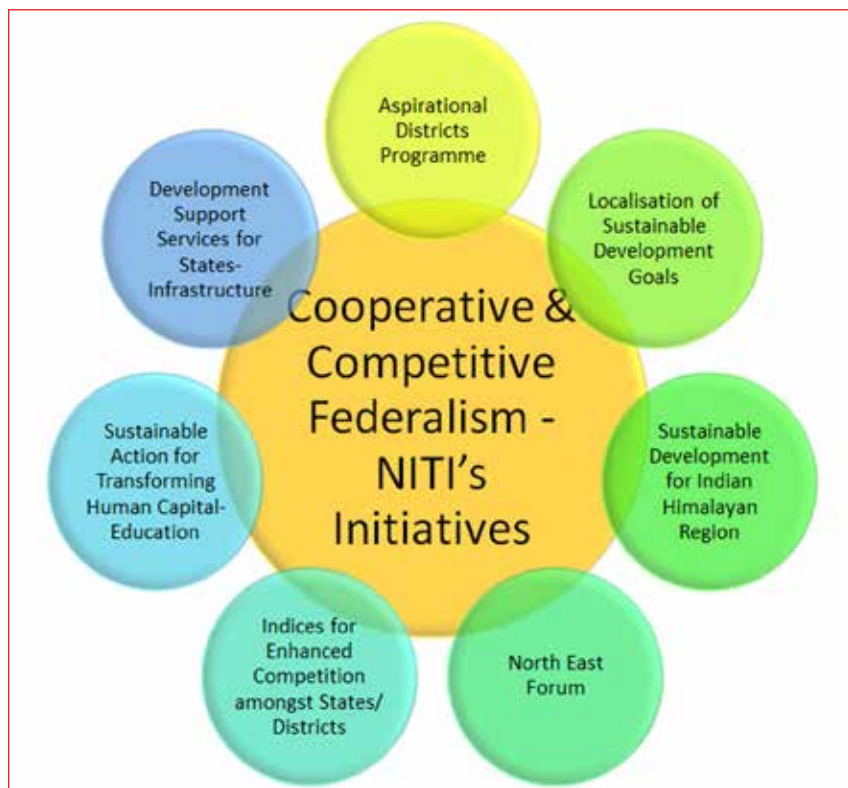 Aspirational
Districts
Programme
Localisation of
Sustainable
Development
Goals
Sustainable
Development
for Indian
Himalayan
Region
North East
Forum
Indices for
Enhanced
Competition
amongst States/
Districts
Sustainable
Action for
Transforming
Human Capital-
Education
Development
Support
Services for
States-
Infrastructure
Cooperative &
Competitive
Federalism -
NITI's
Initiatives